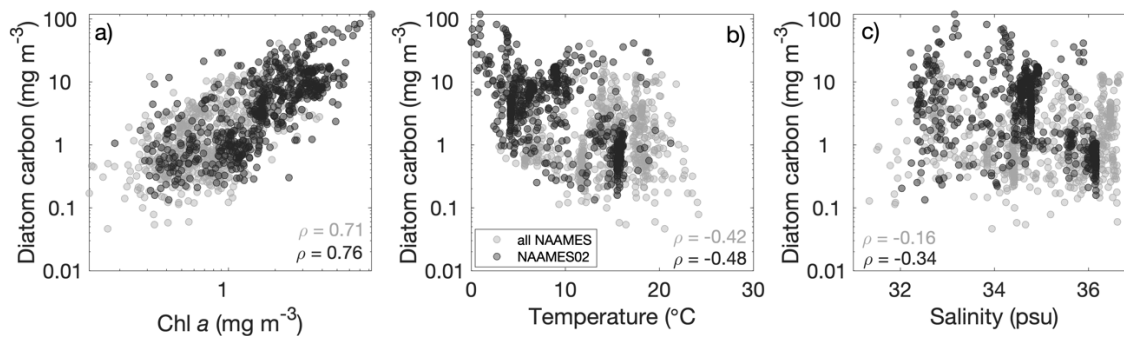 a)
100
10
1
0.1
0.01
Diatom carbon (mg m-3)
ρ = 0.71
ρ = 0.76
1
Chl a (mg m-3)
b)
100
10
1
0.1
0.01
Diatom carbon (mg m-3)
all NAAMES
NAAMES02
ρ = -0.42
ρ = -0.48
0 10 20 30
Temperature (°C
c)
100
10
1
0.1
0.01
Diatom carbon (mg m-3)
ρ = -0.16
ρ = -0.34
32 34 36
Salinity (psu)